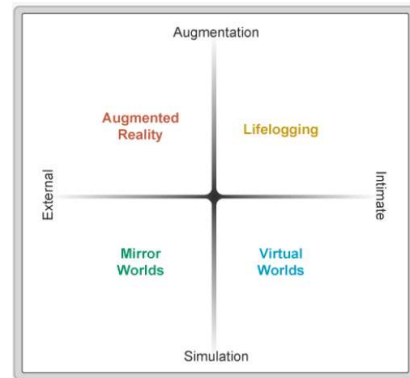 Augmentation
Augmented
Reality
Lifelogging
External
Intimate
Mirror
Worlds
Virtual
Worlds
Simulation